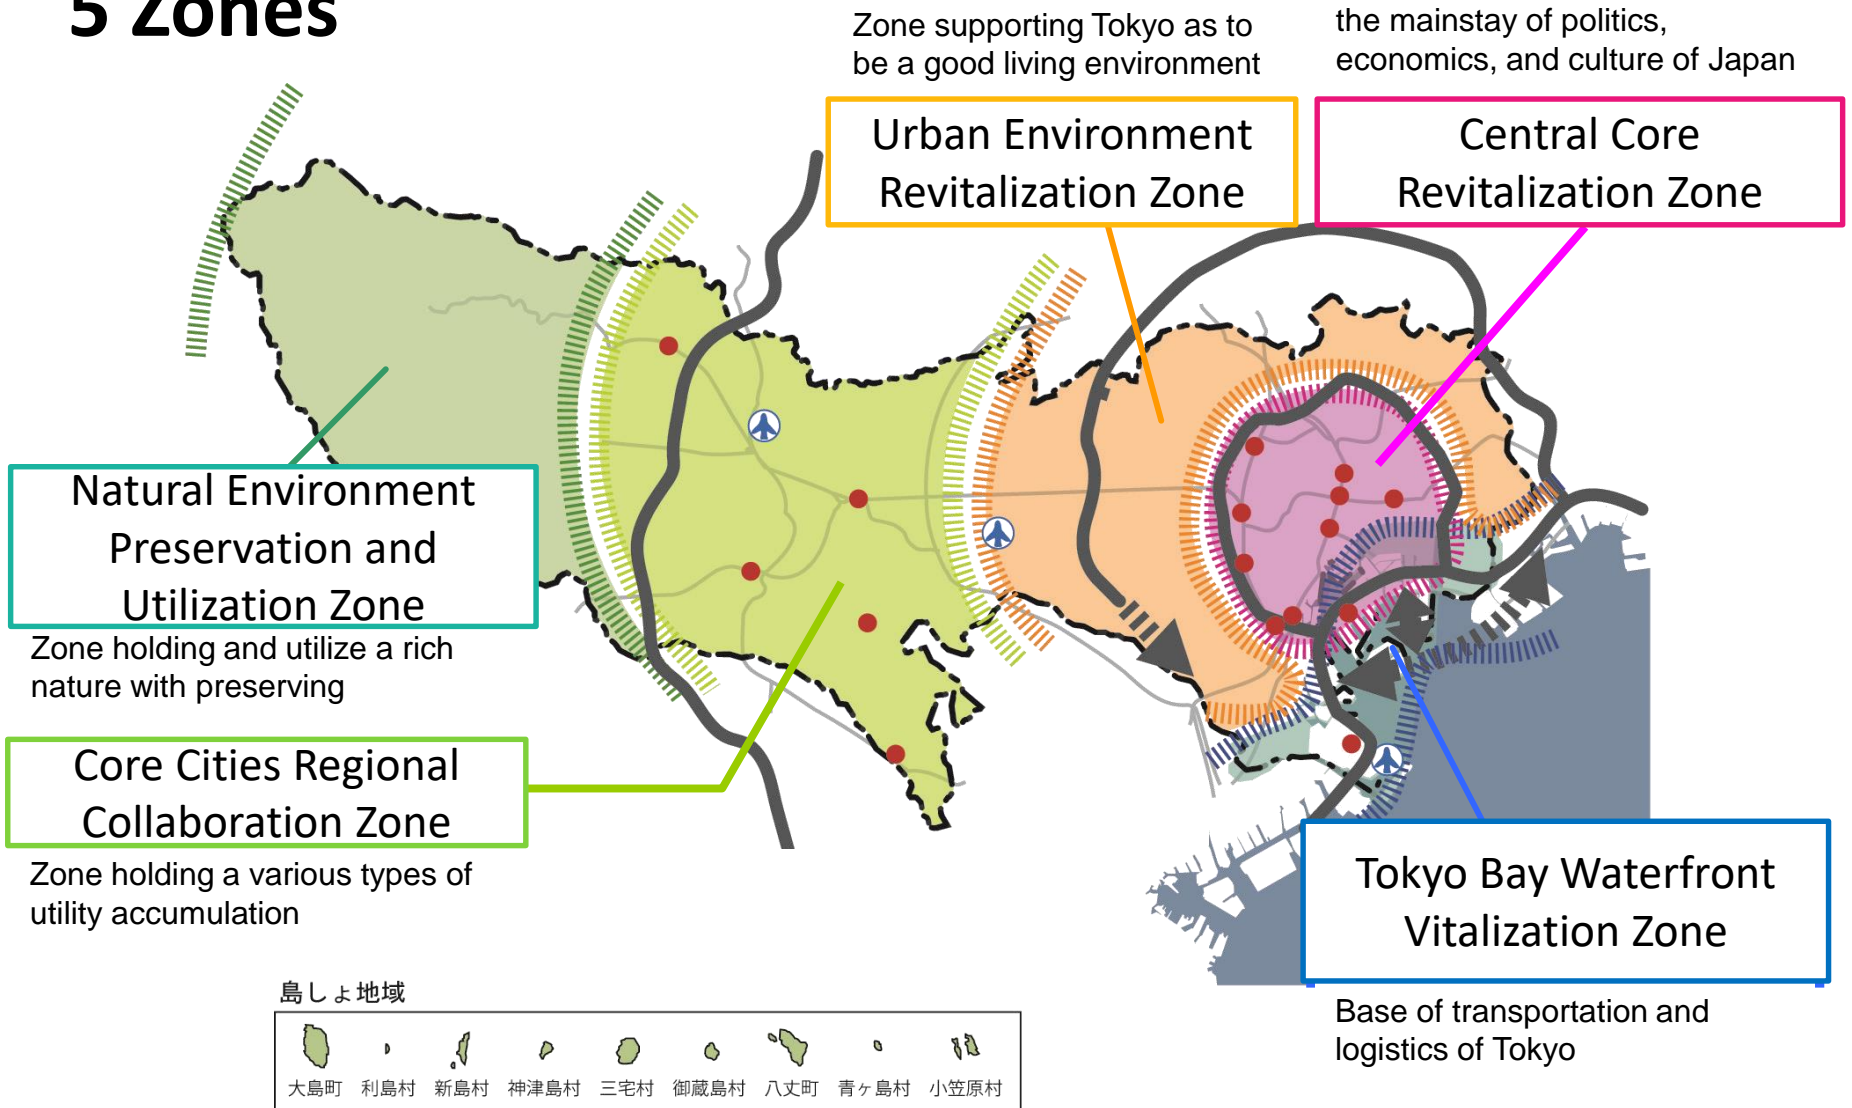 5 Zones
Zone supporting Tokyo as to
be a good living environment
the mainstay of politics,
economics, and culture of Japan
Urban Environment
Revitalization Zone
Central Core
Revitalization Zone
Natural Environment
Preservation and
Utilization Zone
Zone holding and utilize a rich
nature with preserving
Core Cities Regional
Collaboration Zone
Zone holding a various types of
utility accumulation
Tokyo Bay Waterfront
Vitalization Zone
Base of transportation and
logistics of Tokyo
島しょ地域
大島町 利島村 新島村 神津島村 三宅村 御蔵島村 八丈町 青ヶ島村 小笠原村